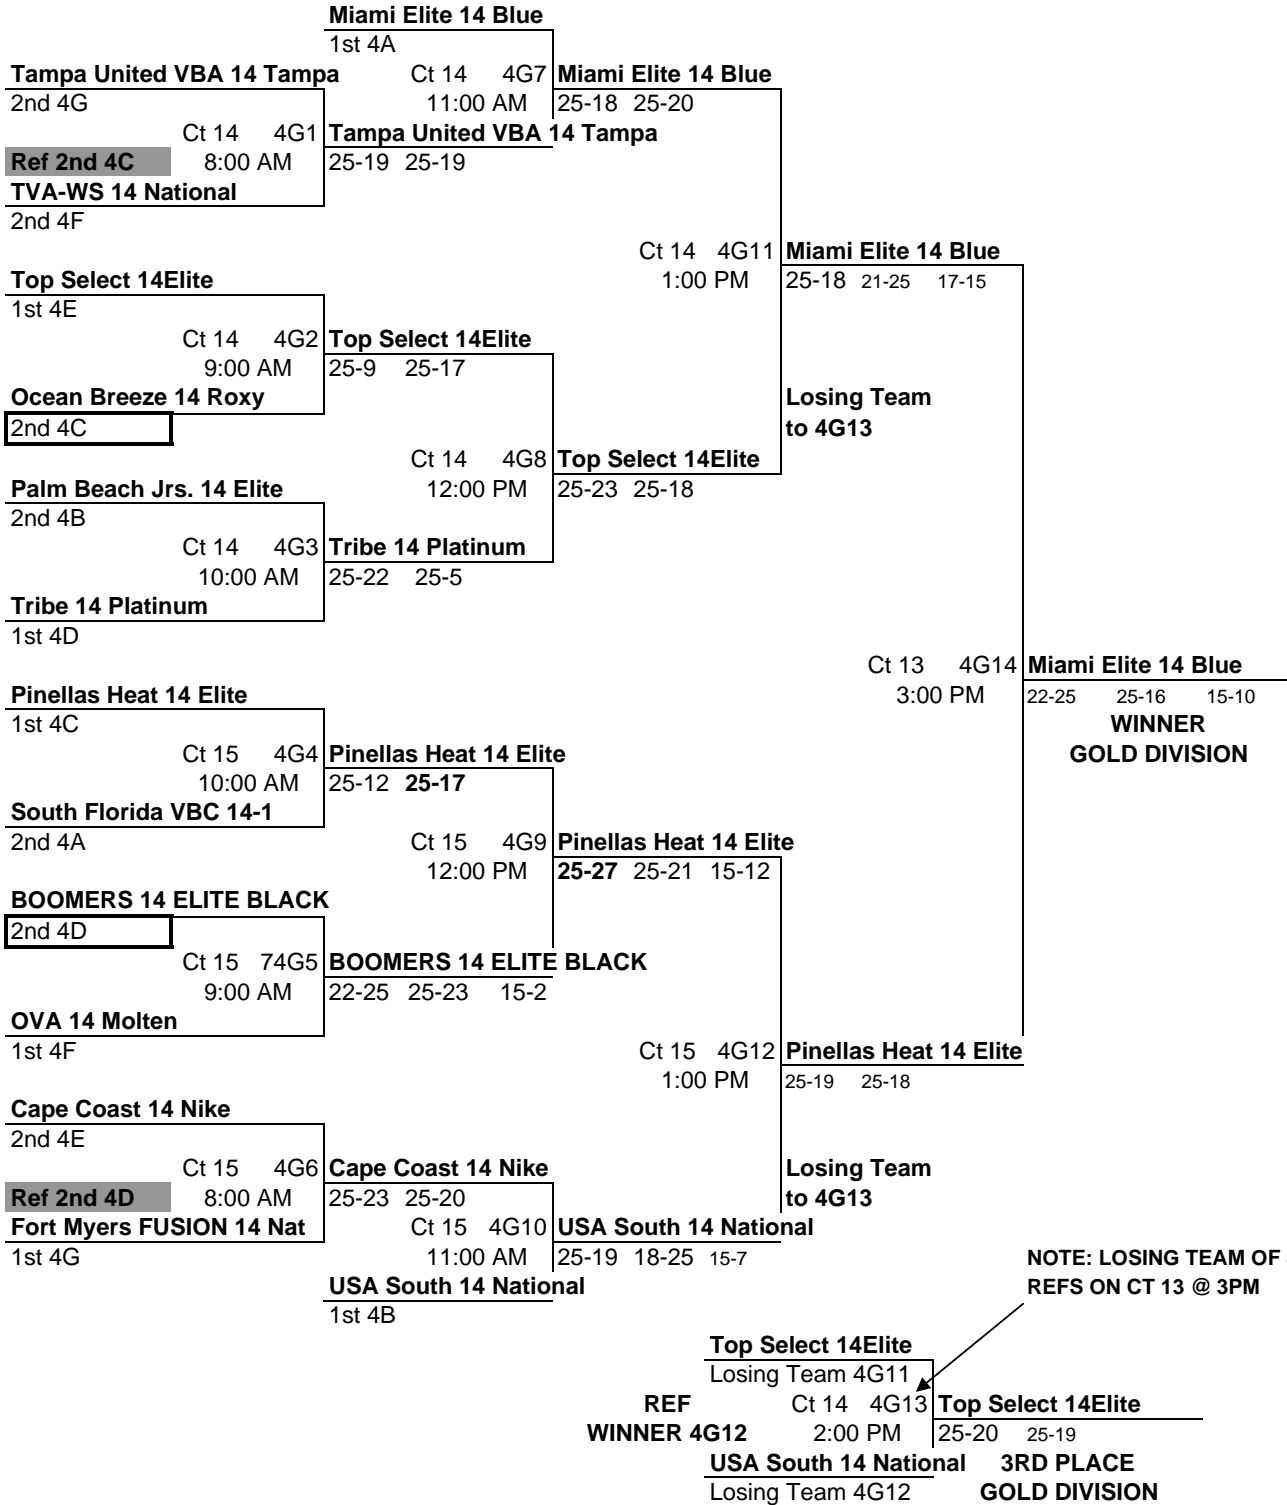 Miami Elite 14 Blue
1st 4A
Tampa United VBA 14 Tampa Ct 14 4G7 Miami Elite 14 Blue
2nd 4G 11:00 AM 25-18 25-20
Ct 14 4G1 Tampa United VBA 14 Tampa
Ref 2nd 4C 8:00 AM 25-19 25-19
TVA-WS 14 National
2nd 4F
Ct 14 4G11 Miami Elite 14 Blue
Top Select 14Elite 1:00 PM 25-18 21-25 17-15
1st 4E
Ct 14 4G2 Top Select 14Elite
9:00 AM 25-9 25-17
Ocean Breeze 14 Roxy Losing Team
2nd 4C to 4G13
Ct 14 4G8 Top Select 14Elite
Palm Beach Jrs. 14 Elite 12:00 PM 25-23 25-18
2nd 4B
Ct 14 4G3 Tribe 14 Platinum
10:00 AM 25-22 25-5
Tribe 14 Platinum
1st 4D
Ct 13 4G14 Miami Elite 14 Blue
Pinellas Heat 14 Elite 3:00 PM 22-25 25-16 15-10
1st 4C WINNER
Ct 15 4G4 Pinellas Heat 14 Elite GOLD DIVISION
10:00 AM 25-12 25-17
South Florida VBC 14-1
2nd 4A Ct 15 4G9 Pinellas Heat 14 Elite
12:00 PM 25-27 25-21 15-12
BOOMERS 14 ELITE BLACK
2nd 4D
Ct 15 74G5 BOOMERS 14 ELITE BLACK
9:00 AM 22-25 25-23 15-2
OVA 14 Molten
1st 4F Ct 15 4G12 Pinellas Heat 14 Elite
1:00 PM 25-19 25-18
Cape Coast 14 Nike
2nd 4E
Ct 15 4G6 Cape Coast 14 Nike Losing Team
Ref 2nd 4D 8:00 AM 25-23 25-20 to 4G13
Fort Myers FUSION 14 Nat Ct 15 4G10 USA South 14 National
1st 4G 11:00 AM 25-19 18-25 15-7 NOTE: LOSING TEAM OF
USA South 14 National REFS ON CT 13 @ 3PM
1st 4B
Top Select 14Elite
Losing Team 4G11
REF Ct 14 4G13 Top Select 14Elite
WINNER 4G12 2:00 PM 25-20 25-19
USA South 14 National 3RD PLACE
Losing Team 4G12 GOLD DIVISION